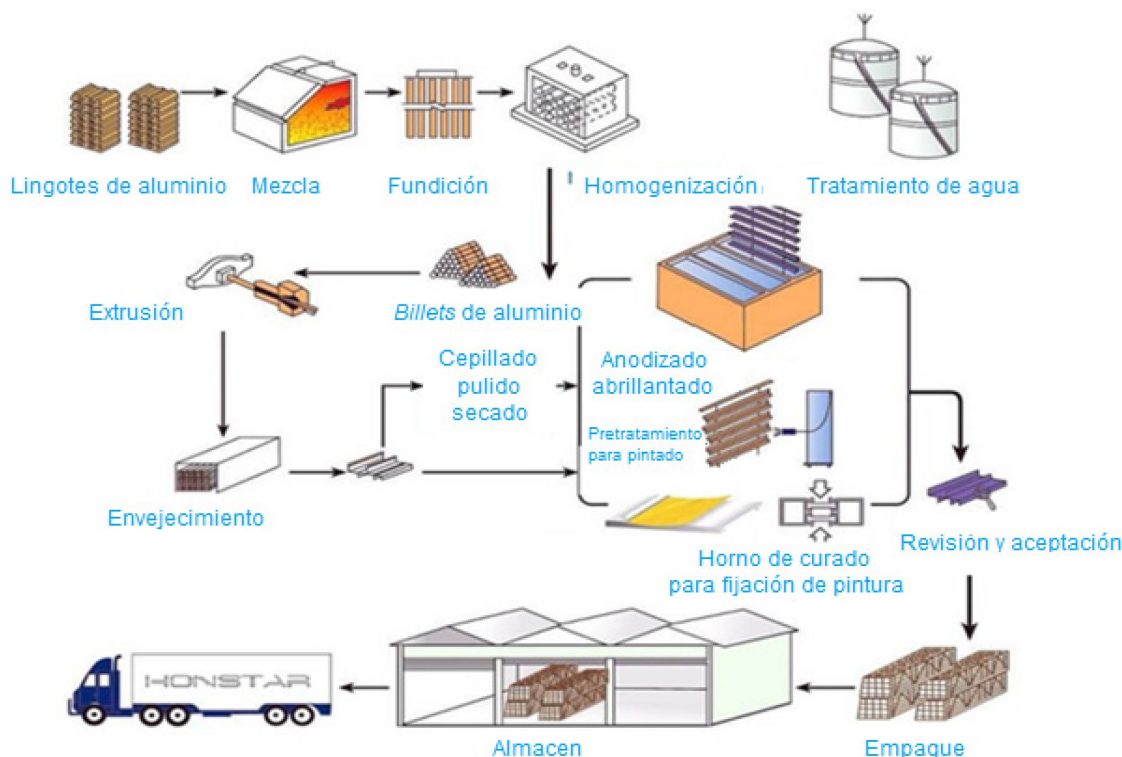 Lingotes de aluminio
Mezcla
Fundición
Homogenización
Tratamiento de agua
Extrusión
Billets de aluminio
Cepillado
pulido
secado
Anodizado
abrillantado
Pretratamiento
para pintado
Envejecimiento
Horno de curado
para fijación de pintura
Revisión y aceptación
HONSTAR
Almacen
Empaque